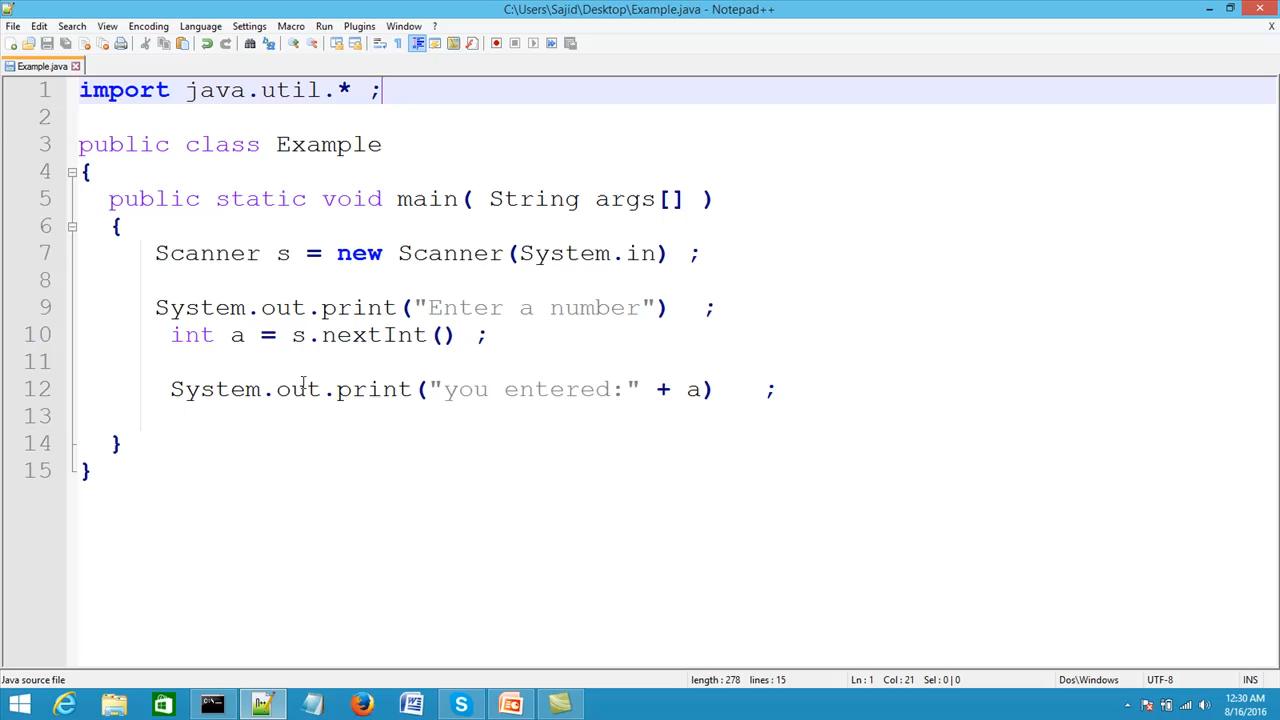 C:\Users\Sajid\Desktop\Example.java - Notepad++
File Edit Search View Encoding Language Settings Macro Run Plugins Window ? X
Example.java
1 import java.util.* ;
2
3 public class Example
4 {
5 public static void main( String args[] )
6 {
7 Scanner s = new Scanner(System.in) ;
8
9 System.out.print("Enter a number") ;
10 int a = s.nextInt() ;
11
12 System.out.print("you entered:" + a) ;
13
14 }
15 }
Java source file length : 278 lines : 15 Ln : 1 Col : 21 Sel : 0 | 0 Dos\Windows UTF-8 INS
12:30 AM
8/16/2016